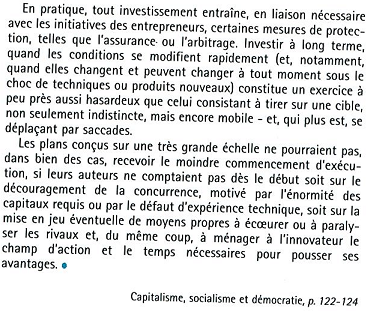 En pratique, tout investissement entraîne, en liaison nécessaire
avec les initiatives des entrepreneurs, certaines mesures de protec-
tion, telles que l'assurance ou l'arbitrage. Investir à long terme,
quand les conditions se modifient rapidement (et, notamment,
quand elles changent et peuvent changer à tout moment sous le
choc de techniques ou produits nouveaux) constitue un exercice à
peu près aussi hasardeux que celui consistant à tirer sur une cible,
non seulement indistincte, mais encore mobile - et, qui plus est, se
déplaçant par saccades.
Les plans conçus sur une très grande échelle ne pourraient pas,
dans bien des cas, recevoir le moindre commencement d'exécu-
tion, si leurs auteurs ne comptaient pas dès le début soit sur le
découragement de la concurrence, motivé par l'énormité des
capitaux requis ou par le défaut d'expérience technique, soit sur la
mise en jeu éventuelle de moyens propres à écœurer ou à paraly-
ser les rivaux et, du même coup, à ménager à l'innovateur le
champ d'action et le temps nécessaires pour pousser ses
avantages. •
Capitalisme, socialisme et démocratie, p. 122-124